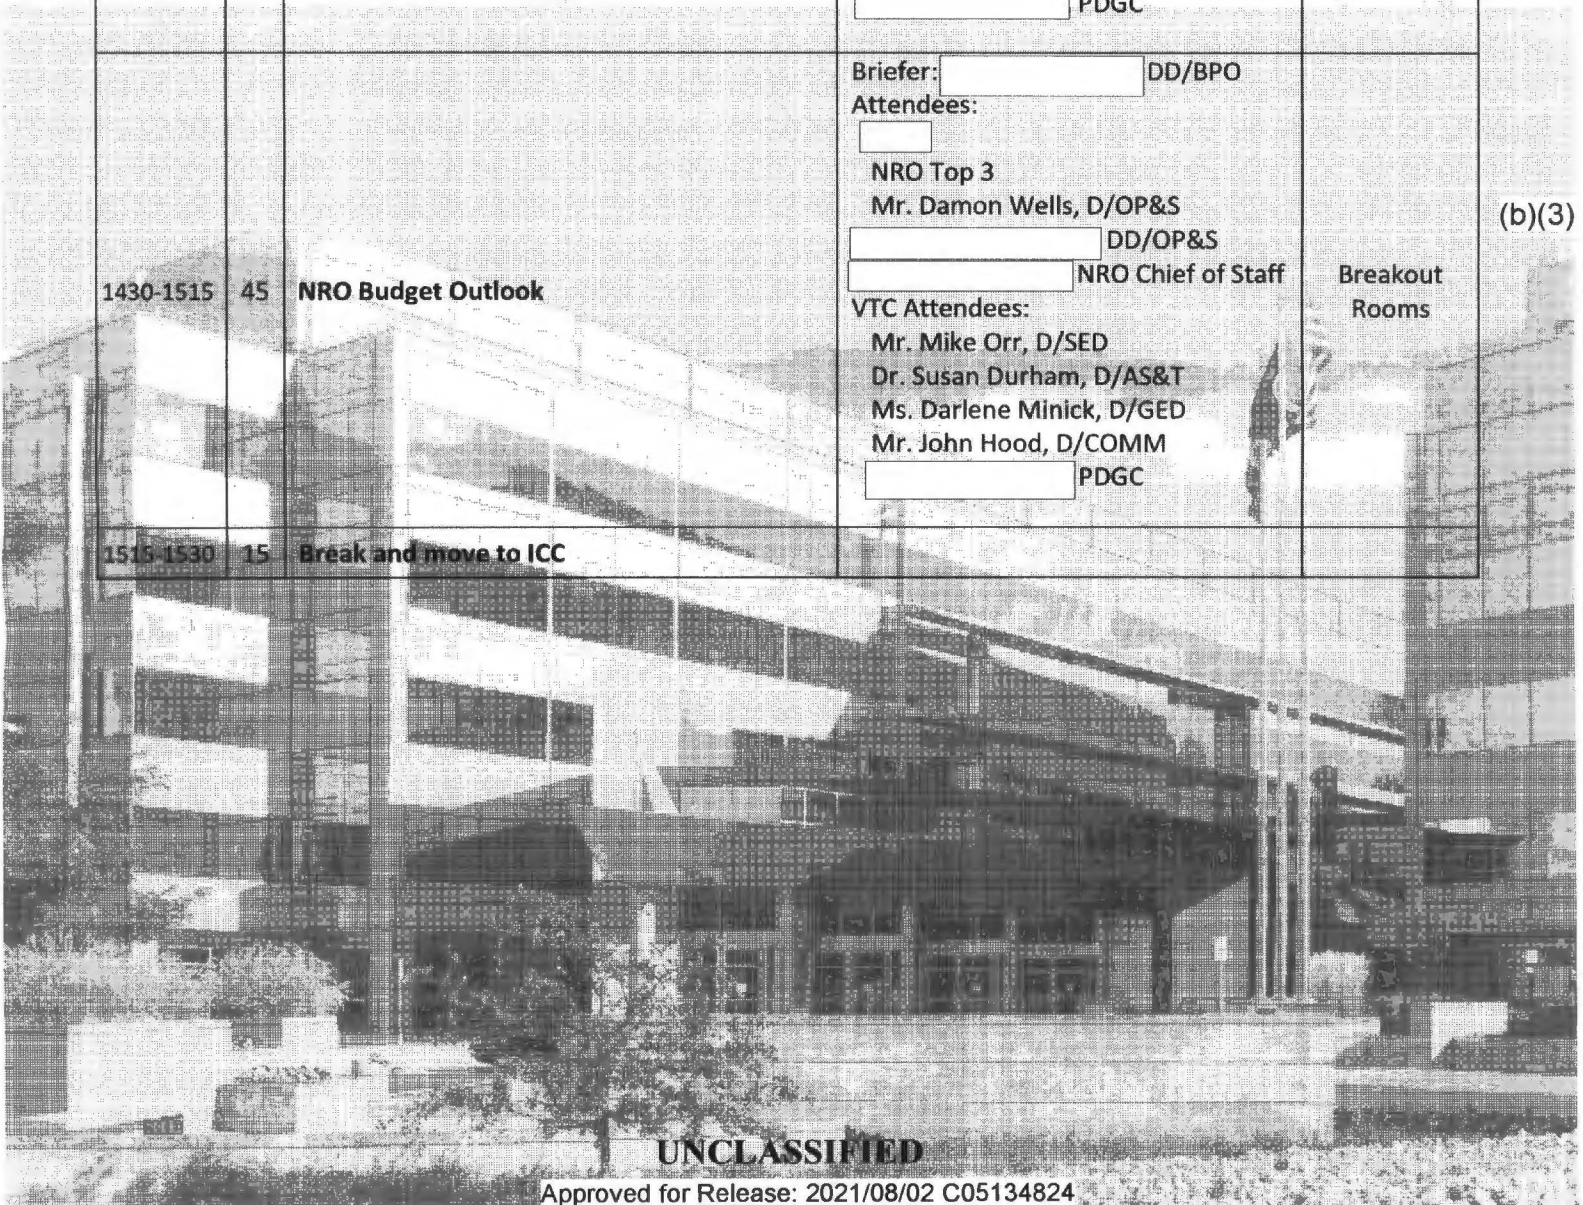 PDGC
Briefer: DD/BPO
Attendees:
NRO Top 3
Mr. Damon Wells, D/OP&S
(b)(3)
DD/OP&S
NRO Chief of Staff
1430-1515 45 NRO Budget Outlook
Breakout
Rooms
VTC Attendees:
Mr. Mike Orr, D/SED
Dr. Susan Durham, D/AS&T
Ms. Darlene Minick, D/GED
Mr. John Hood, D/COMM
PDGC
1515-1530 15 Break and move to ICC
UNCLASSIFIED
Approved for Release: 2021/08/02 C05134824